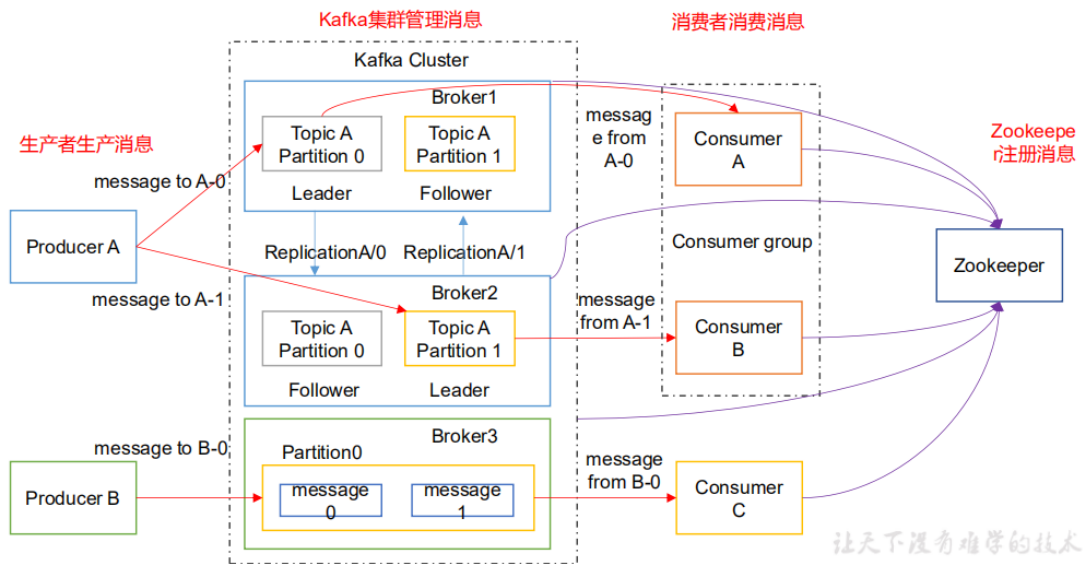 Kafka集群管理消息
消费者消费消息
Kafka Cluster
Broker1
Topic A
Partition 0
Topic A
Partition 1
Leader
Follower
生产者生产消息
message to A-0
Producer A
message to A-1
ReplicationA/0
ReplicationA/1
Broker2
Topic A
Partition 0
Topic A
Partition 1
Follower
Leader
messag
e from
A-0
Consumer
A
Consumer group
message
from A-1
Consumer
B
Zookeepe
r注册消息
Zookeeper
message to B-0
Producer B
Broker3
Partition0
message
0
message
1
message
from B-0
Consumer
C
让天下没有难学的技术